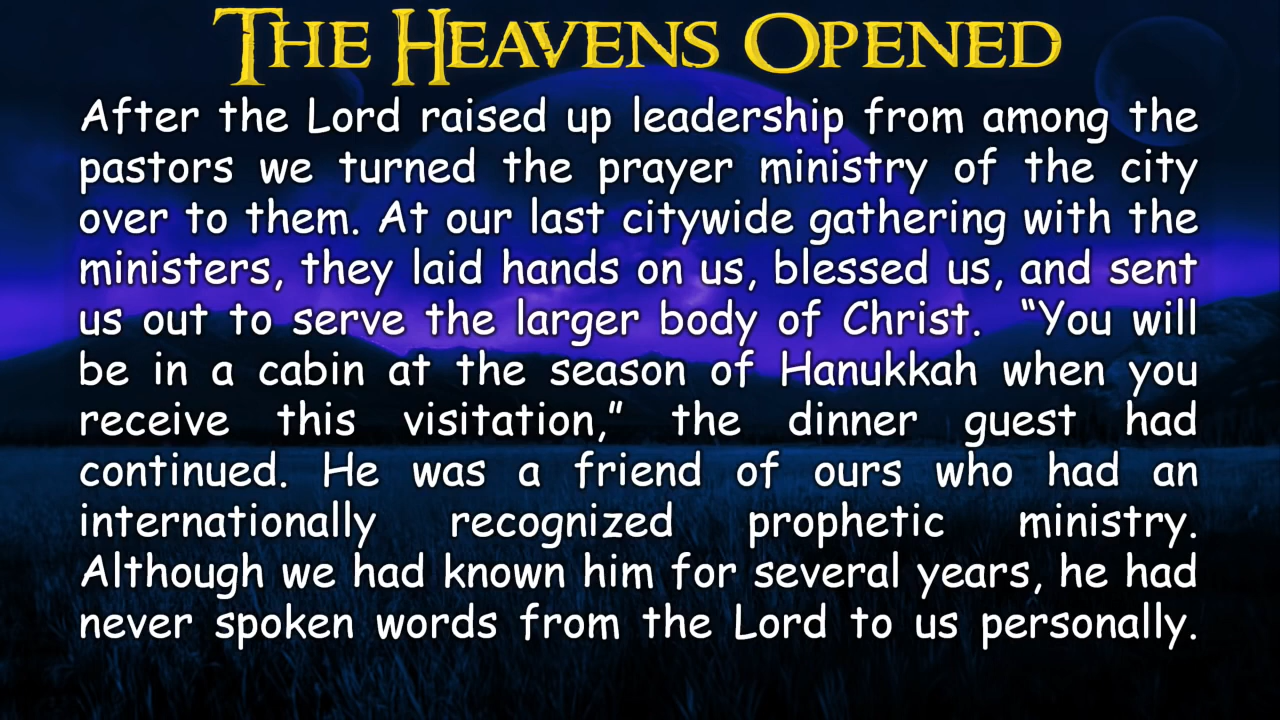 THE HEAVENS OPENED
After the Lord raised up leadership from among the
pastors we turned the prayer ministry of the city
over to them. At our last citywide gathering with the
ministers, they laid hands on us, blessed us, and sent
us out to serve the larger body of Christ. “You will
be in a cabin at the season of Hanukkah when you
receive this visitation,” the dinner guest had
continued. He was a friend of ours who had an
internationally recognized prophetic ministry.
Although we had known him for several years, he had
never spoken words from the Lord to us personally.